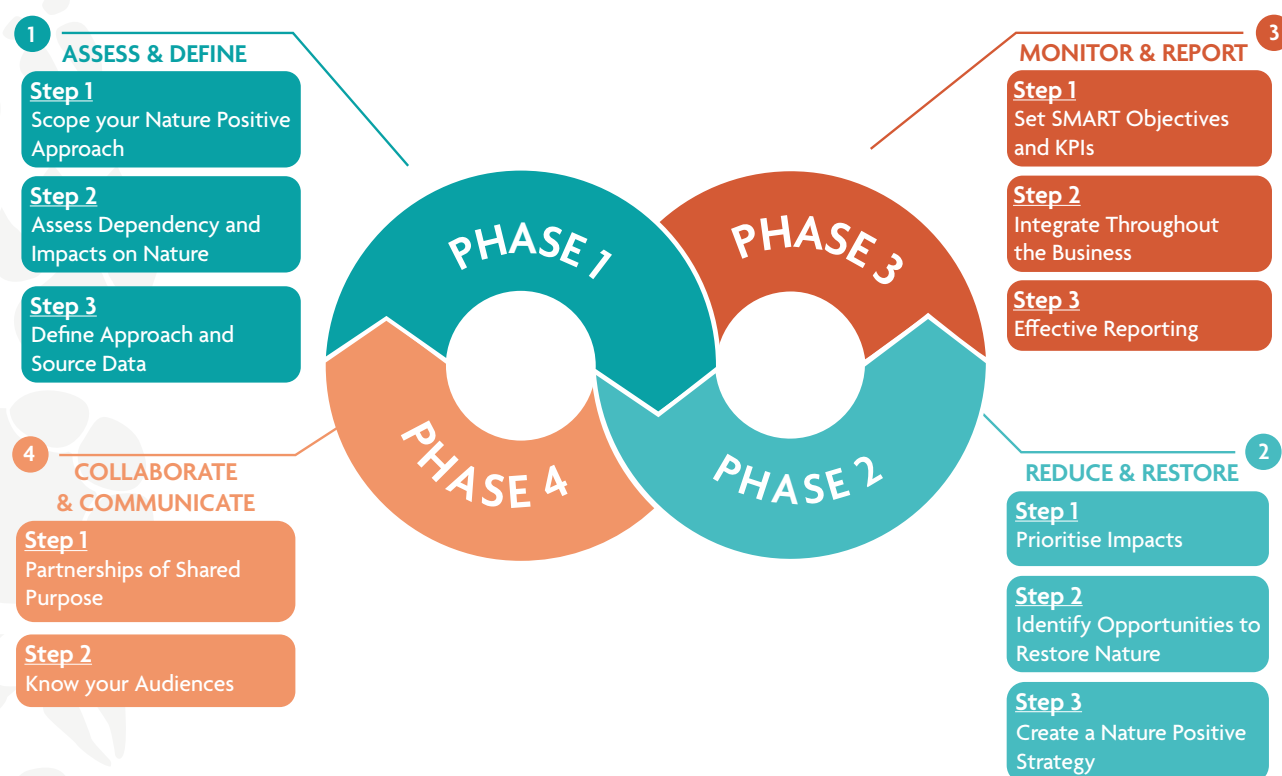 1
ASSESS & DEFINE
Step 1
Scope your Nature Positive
Approach
Step 2
Assess Dependency and
Impacts on Nature
Step 3
Define Approach and
Source Data
3
MONITOR & REPORT
Step 1
Set SMART Objectives
and KPIs
Step 2
Integrate Throughout
the Business
Step 3
Effective Reporting
PHASE 1
PHASE 3
PHASE 4
PHASE 2
4
COLLABORATE
& COMMUNICATE
Step 1
Partnerships of Shared
Purpose
Step 2
Know your Audiences
2
REDUCE & RESTORE
Step 1
Prioritise Impacts
Step 2
Identify Opportunities to
Restore Nature
Step 3
Create a Nature Positive
Strategy